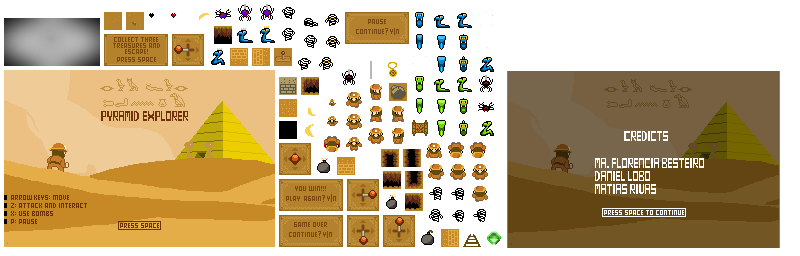 COLLECT THREE
TREASURES AND
ESCAPE!
PRESS SPACE
PAUSE
CONTINUE? Y/N
PYRAMID EXPLORER
ARROW KEYS: MOVE
Z: ATTACK AND INTERACT
X: USE BOMBS
P: PAUSE
PRESS SPACE
YOU WIN!!!
PLAY AGAIN? Y/N
GAME OVER
CONTINUE? Y/N
CREDICTS
MA. FLORENCIA BESTEIRO
DANIEL LOBO
MATIAS RIVAS
PRESS SPACE TO CONTINUE